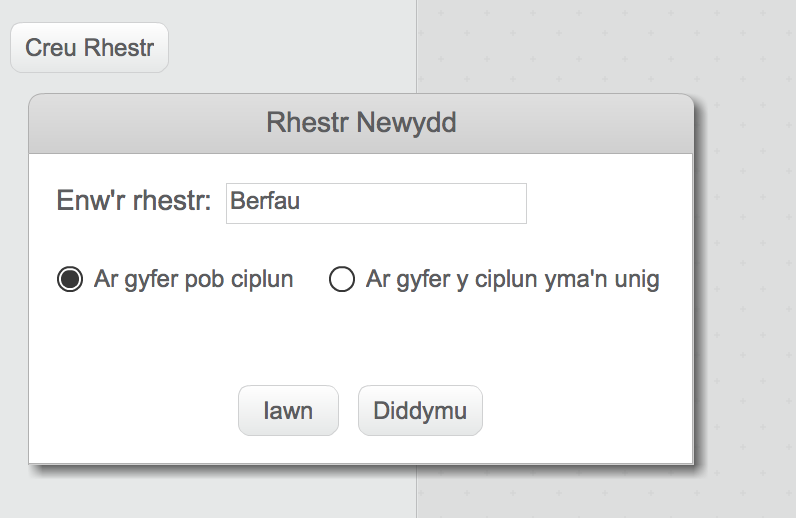 Creu Rhestr
Rhestr Newydd
Enw'r rhestr: Berfau
Ar gyfer pob ciplun Ar gyfer y ciplun yma'n unig
Iawn Diddymu